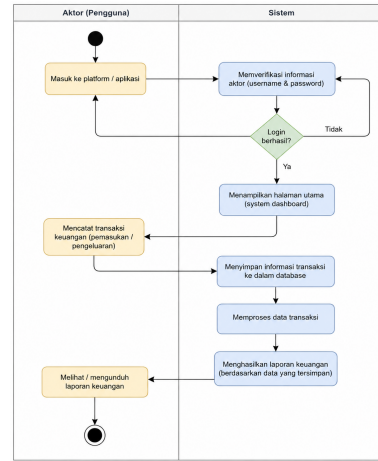 Aktor (Pengguna)
Sistem
Masuk ke platform / aplikasi
Memverifikasi informasi
aktor (username & password)
Login
berhasil?
Tidak
Ya
Menampilkan halaman utama
(system dashboard)
Mencatat transaksi
keuangan (pemasukan /
pengeluaran)
Menyimpan informasi transaksi
ke dalam database
Memproses data transaksi
Menghasilkan laporan keuangan
(berdasarkan data yang tersimpan)
Melihat / mengunduh
laporan keuangan